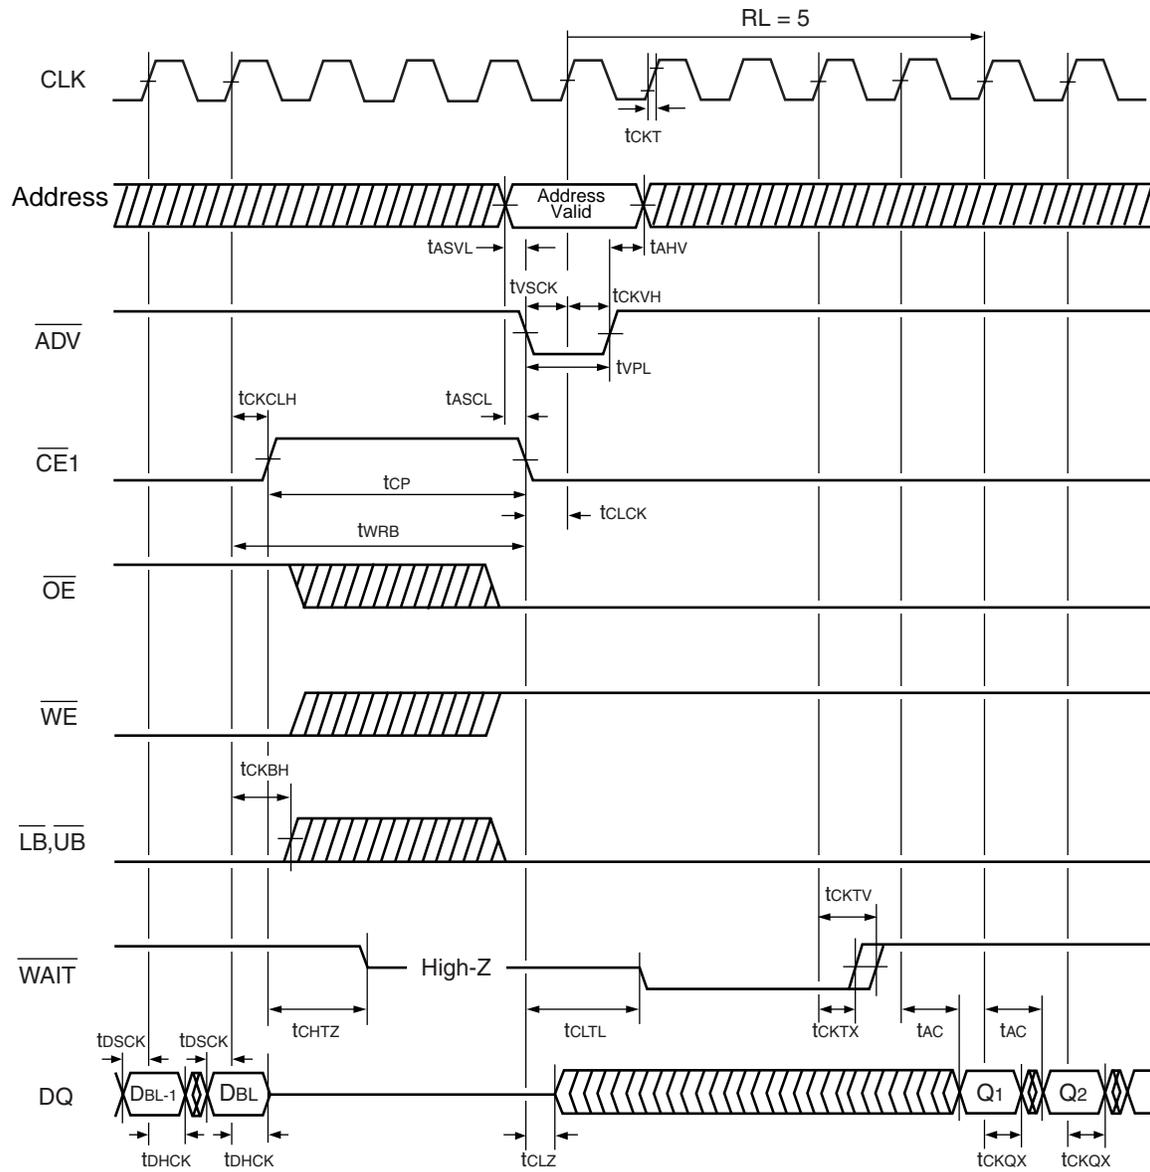 RL = 5
CLK
tCKT
Address
Address
Valid
tASVL
tAHV
tVSCK
tCKVH
ADV
tVPL
tCKCLH
tASCL
CE1
tCP
tCLCK
tWRB
OE
WE
tCKBH
LB,UB
tCKTV
WAIT
High-Z
tCHTZ
tCLTL
tCKTX
tAC
tAC
tDSCK
tDSCK
DQ
DBL-1
DBL
Q1
Q2
tDHCK
tDHCK
tCLZ
tCKQX
tCKQX